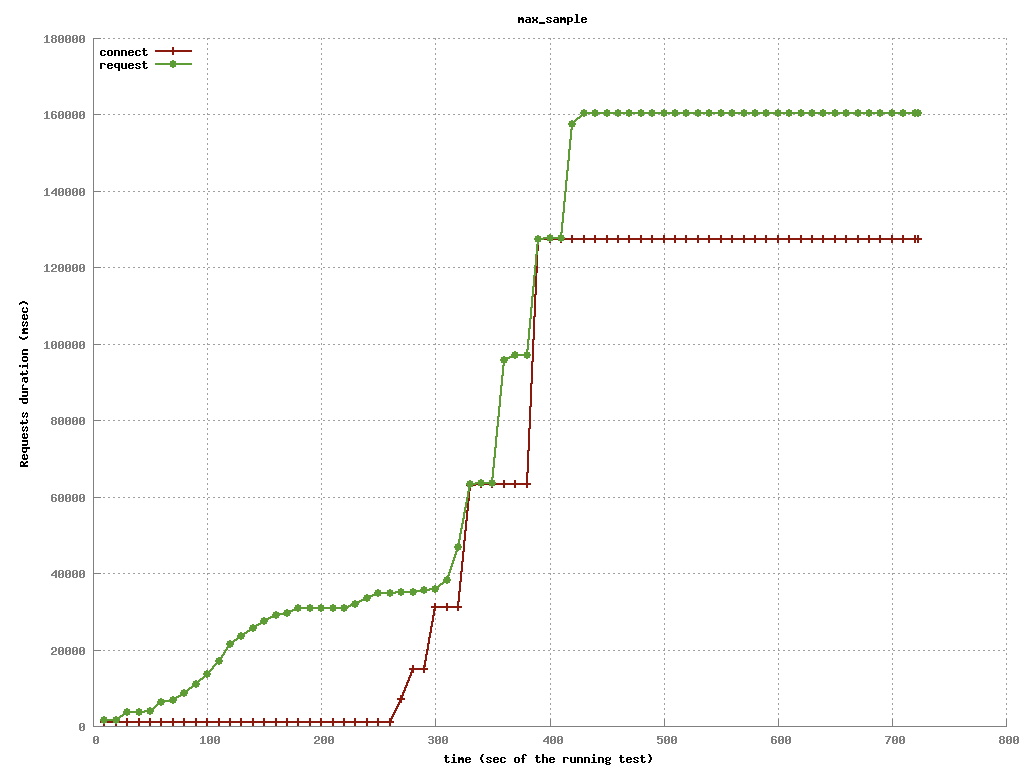 max_sample
180000
connect
request
160000
140000
120000
100000
80000
60000
40000
20000
0
0 100 200 300 400 500 600 700 800
Requests duration (msec)
time (sec of the running test)